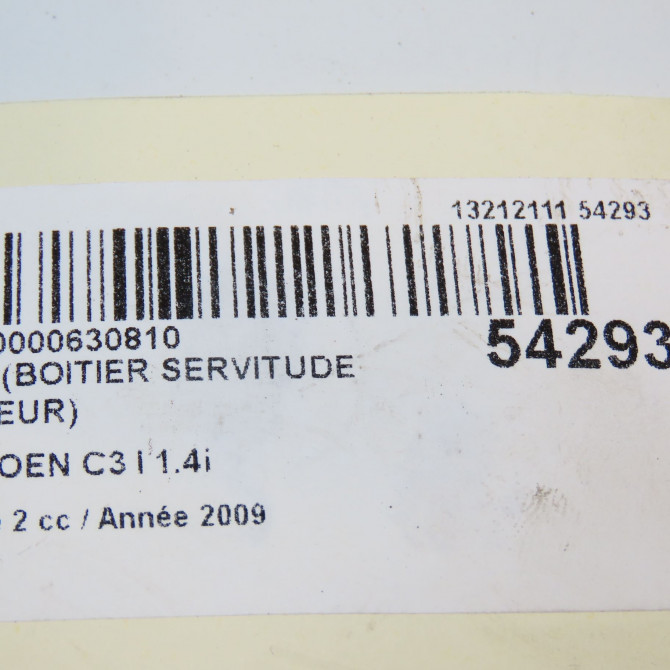 13212111 54293
0000630810
54293
(BOITIER SERVITUDE
EUR)
OEN C3 I 1.4i
2 cc / Année 2009